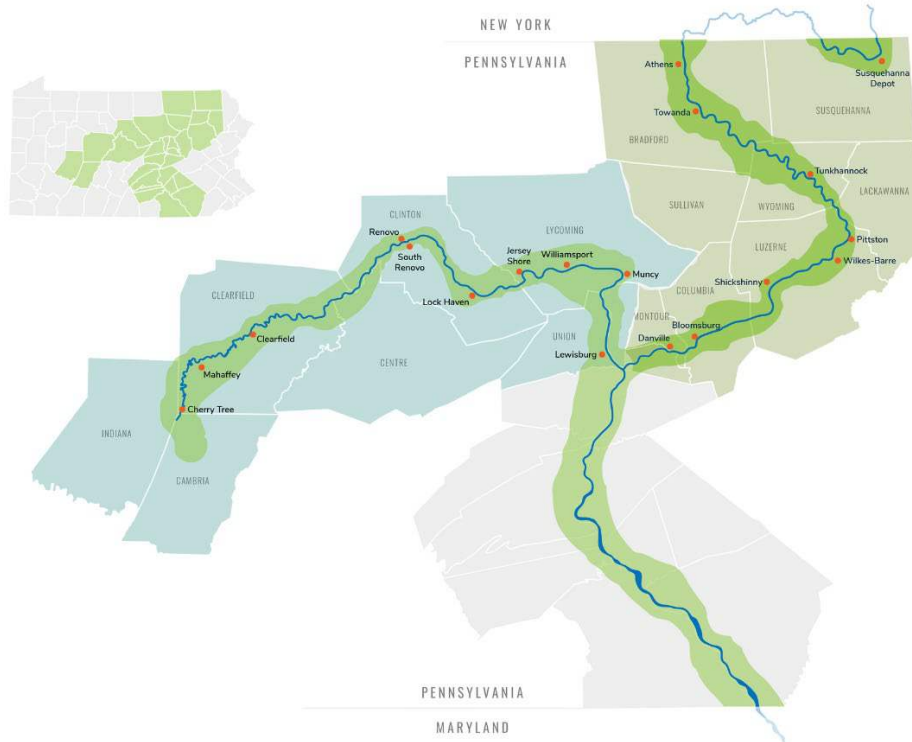 NEW YORK
PENNSYLVANIA
Athens
Susquehanna
Depot
SUSQUEHANNA
Towanda
BRADFORD
Tunkhannock
LACKAWANNA
SULLIVAN
WYOMING
CLINTON
Renovo
South
Renovo
LYCOMING
Jersey
Shore
Williamsport
Muncy
LUZERNE
Pittston
Wilkes-Barre
Shickshinny
COLUMBIA
CLEARFIELD
Lock Haven
MONTOUR
Bloomsburg
Danville
UNION
Lewisburg
Clearfield
CENTRE
Mahaffey
Cherry Tree
INDIANA
CAMBRIA
PENNSYLVANIA
MARYLAND